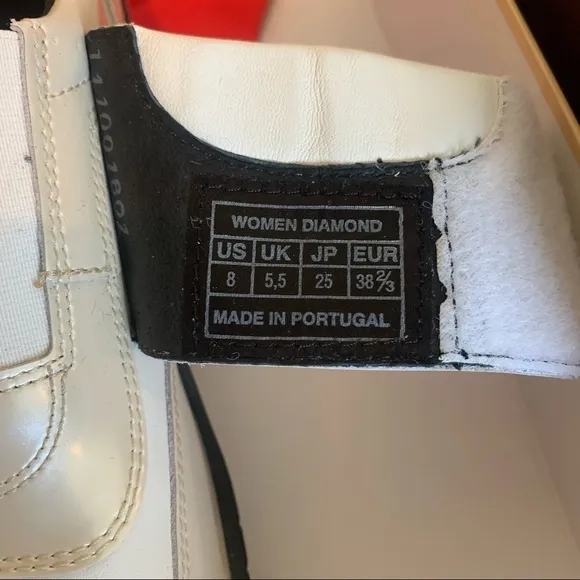 WOMEN DIAMOND
US UK JP EUR
8 5,5 25 38 2/3
MADE IN PORTUGAL